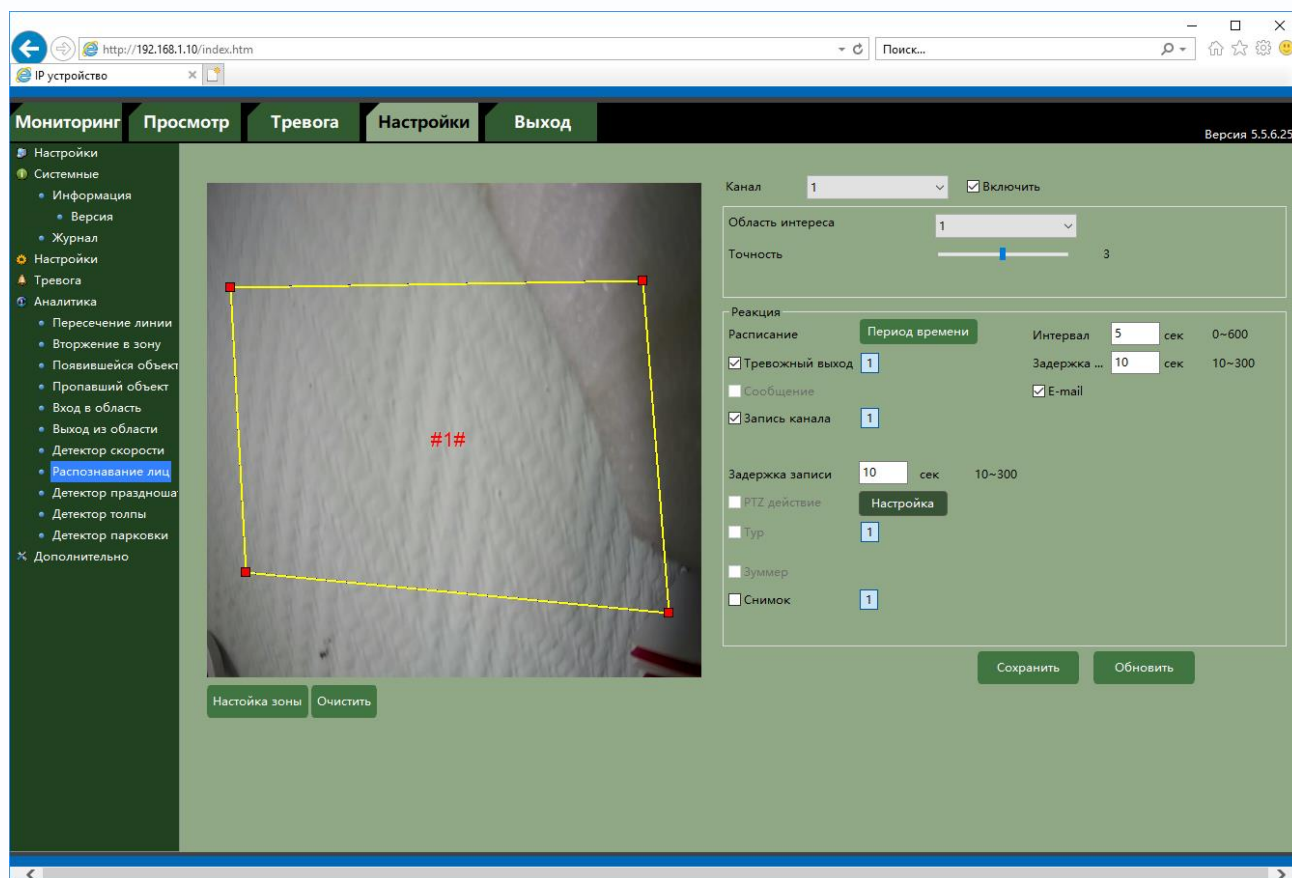 http://192.168.1.10/index.htm
Поиск...
IP устройство
Мониторинг Просмотр Тревога Настройки Выход
Версия 5.5.6.25
Настройки
Системные
Информация
Версия
Журнал
Настройки
Тревога
Аналитика
Пересечение линии
Вторжение в зону
Появившейся объект
Пропавший объект
Вход в область
Выход из области
Детектор скорости
Распознавание лиц
Детектор праздноша
Детектор толпы
Детектор парковки
Дополнительно
#1#
Настойка зоны Очистить
Канал 1 Включить
Область интереса 1
Точность 3
Реакция
Расписание Период времени Интервал 5 сек 0~600
Тревожный выход 1 Задержка ... 10 сек 10~300
Сообщение E-mail
Запись канала 1
Задержка записи 10 сек 10~300
PTZ действие Настройка
Тур 1
Зуммер
Снимок 1
Сохранить Обновить